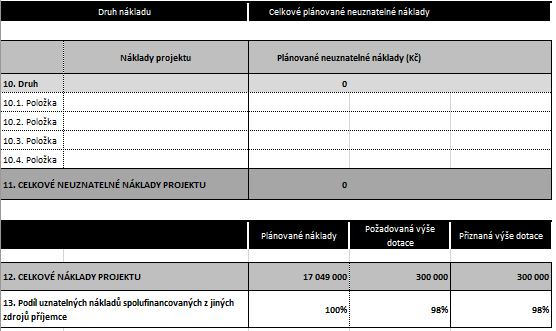 Druh nákladu Celkové plánované neuznatelné náklady
Náklady projektu Plánované neuznatelné náklady (Kč)
10. Druh 0
10.1. Položka
10.2. Položka
10.3. Položka
10.4. Položka
11. CELKOVÉ NEUZNATELNÉ NÁKLADY PROJEKTU 0
Plánované náklady Požadovaná výše dotace Přiznaná výše dotace
12. CELKOVÉ NÁKLADY PROJEKTU 17 049 000 300 000 300 000
13. Podíl uznatelných nákladů spolufinancovaných z jiných
zdrojů příjemce 100% 98% 98%